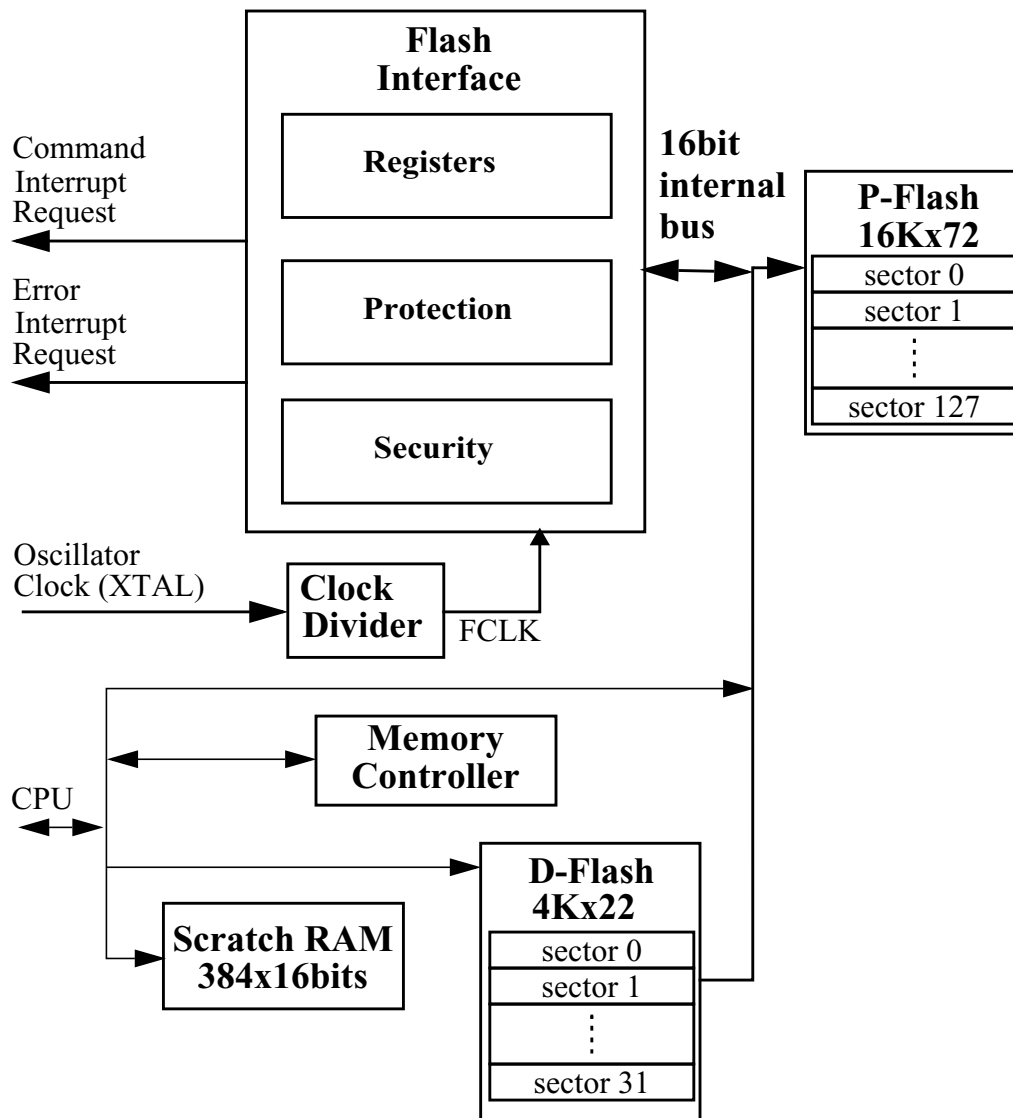 Flash
Interface
Registers
Protection
Security
Command
Interrupt
Request
Error
Interrupt
Request
16bit
internal
bus
P-Flash
16Kx72
sector 0
sector 1
sector 127
Oscillator
Clock (XTAL)
Clock
Divider
FCLK
Memory
Controller
CPU
Scratch RAM
384x16bits
D-Flash
4Kx22
sector 0
sector 1
sector 31